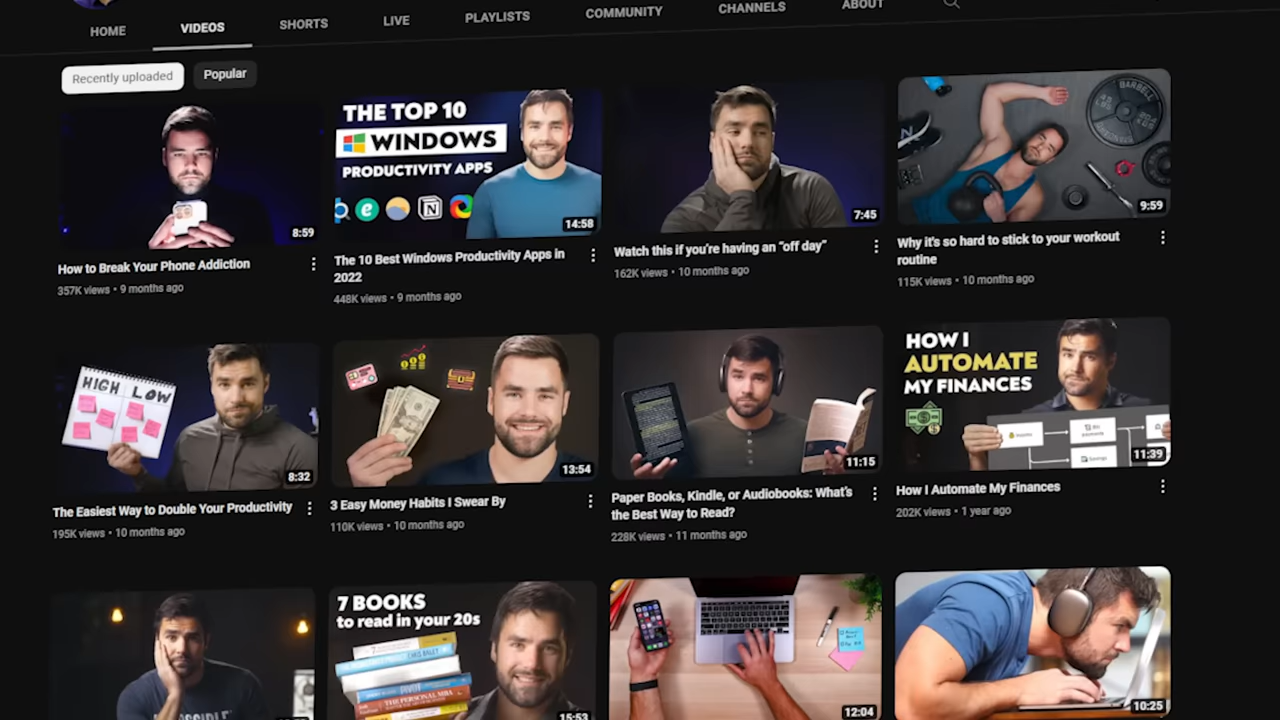 HOME VIDEOS SHORTS LIVE PLAYLISTS COMMUNITY CHANNELS ABOUT
Recently uploaded Popular
8:59
THE TOP 10
WINDOWS
PRODUCTIVITY APPS
14:58
7:45
BARBELL
9:59
How to Break Your Phone Addiction
357K views • 9 months ago
The 10 Best Windows Productivity Apps in
2022
448K views • 9 months ago
Watch this if you're having an "off day"
162K views • 10 months ago
Why it's so hard to stick to your workout
routine
115K views • 10 months ago
HIGH LOW
8:32
13:54
11:15
HOW I
AUTOMATE
MY FINANCES
Savings
11:39
The Easiest Way to Double Your Productivity
195K views • 10 months ago
3 Easy Money Habits I Swear By
110K views • 10 months ago
Paper Books, Kindle, or Audiobooks: What's
the Best Way to Read?
228K views • 11 months ago
How I Automate My Finances
202K views • 1 year ago
7 BOOKS
to read in your 20s
THE PERSONAL MBA
15:53
12:04
10:25